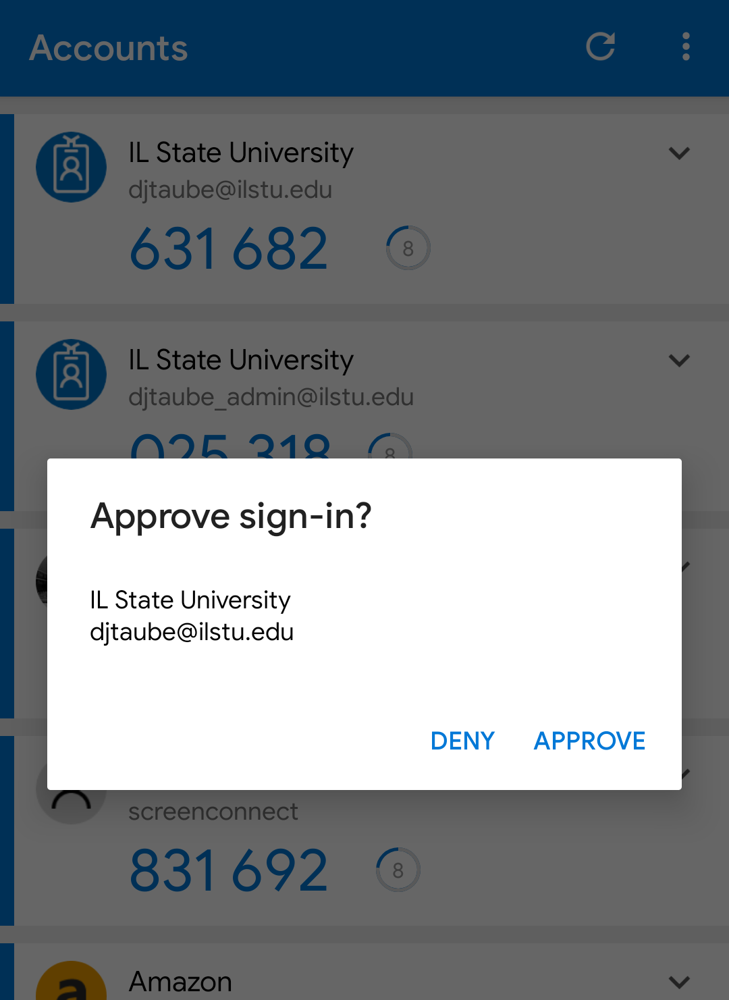 Accounts
IL State University
djtaube@ilstu.edu
631 682
8
IL State University
djtaube_admin@ilstu.edu
025 318
8
Approve sign-in?
IL State University
djtaube@ilstu.edu
DENY APPROVE
screenconnect
831 692
8
a
Amazon